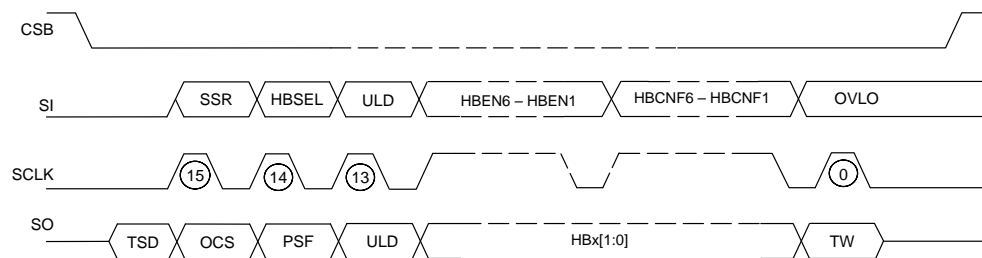 CSB
SI
SSR
HBSEL
ULD
HBEN6 – HBEN1
HBCNF6 – HBCNF1
OVLO
SCLK
15
14
13
0
SO
TSD
OCS
PSF
ULD
HBx[1:0]
TW